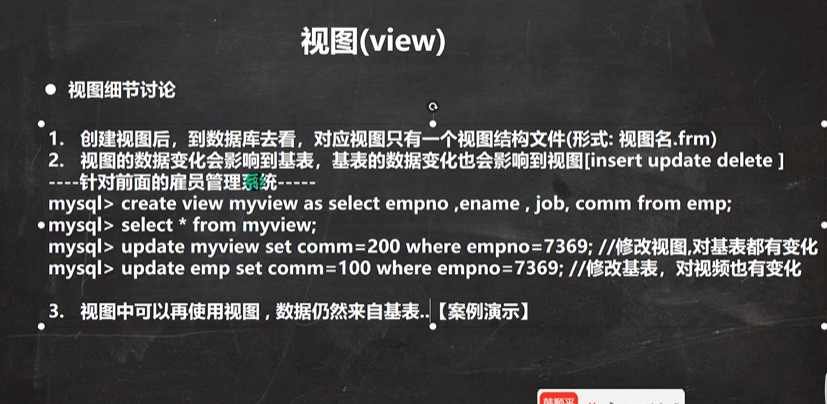 视图(view)
● 视图细节讨论
1. 创建视图后，到数据库去看，对应视图只有一个视图结构文件(形式: 视图名.frm)
2. 视图的数据变化会影响到基表，基表的数据变化也会影响到视图[insert update delete ]
----针对前面的雇员管理系统-----
mysql> create view myview as select empno ,ename , job, comm from emp;
mysql> select * from myview;
mysql> update myview set comm=200 where empno=7369; //修改视图,对基表都有变化
mysql> update emp set comm=100 where empno=7369; //修改基表，对视频也有变化
3. 视图中可以再使用视图 , 数据仍然来自基表..【案例演示】
韩顺平